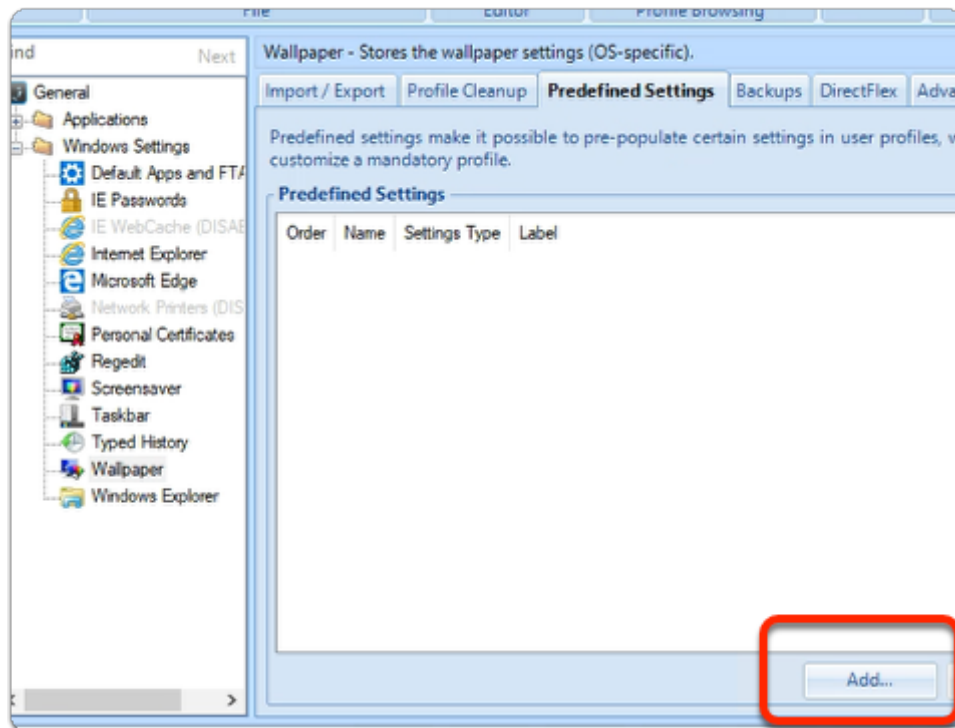 File Editor Profile Browsing
ind Next
General
Applications
Windows Settings
Default Apps and FTA
IE Passwords
IE WebCache (DISAB
Internet Explorer
Microsoft Edge
Network Printers (DIS
Personal Certificates
Regedit
Screensaver
Taskbar
Typed History
Wallpaper
Windows Explorer
Wallpaper - Stores the wallpaper settings (OS-specific).
Import / Export Profile Cleanup Predefined Settings Backups DirectFlex Adva
Predefined settings make it possible to pre-populate certain settings in user profiles, w
customize a mandatory profile.
Predefined Settings
Order Name Settings Type Label
Add...